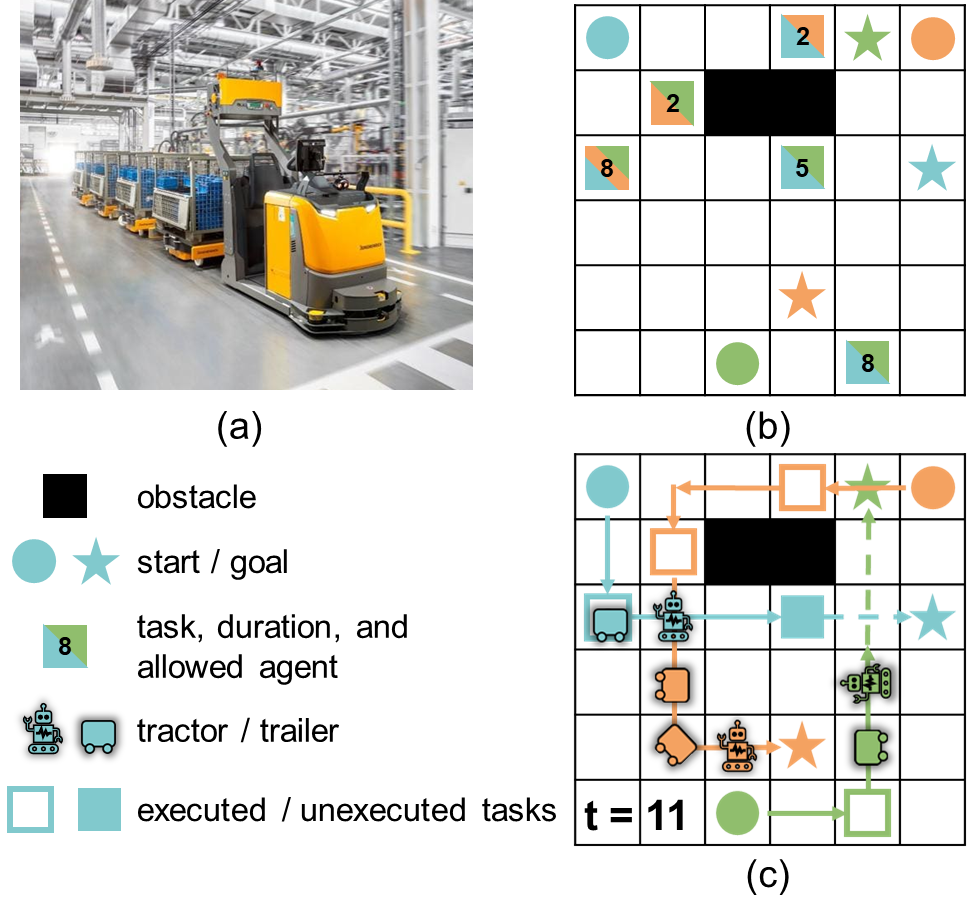 2
2
8
5
8
(a)
(b)
obstacle
start / goal
8
task, duration, and
allowed agent
tractor / trailer
executed / unexecuted tasks
t = 11
(c)